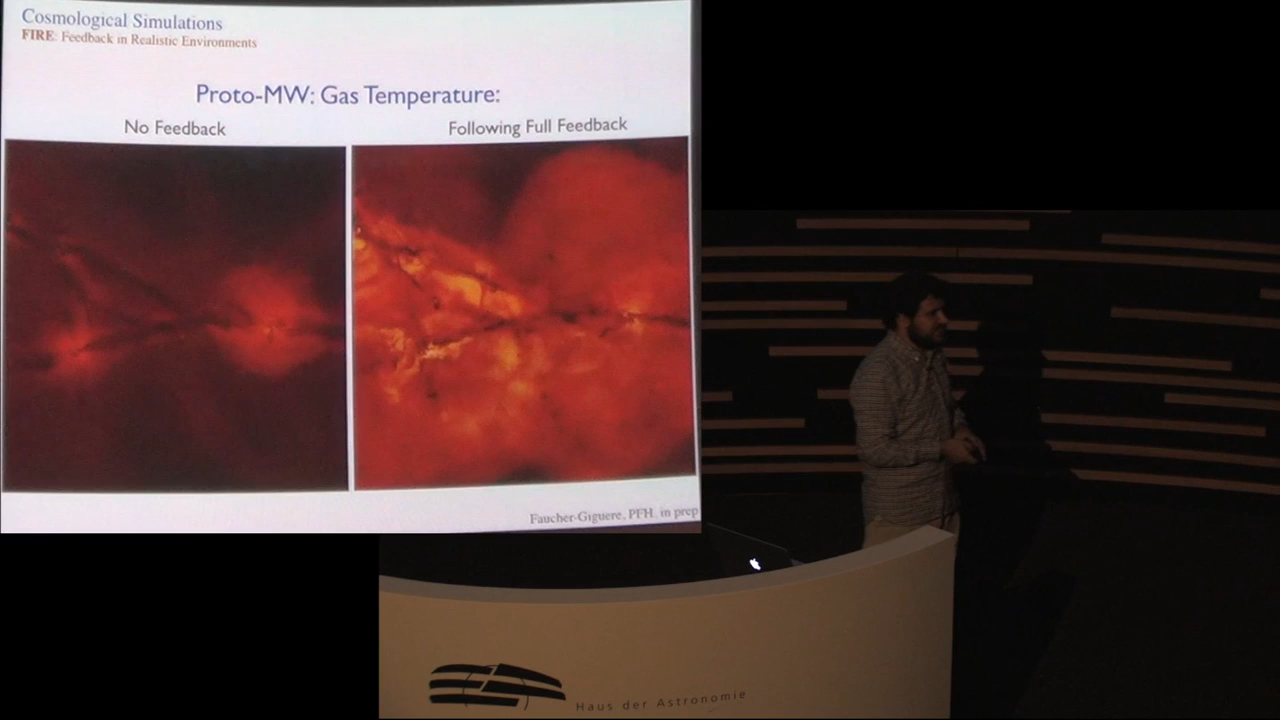 Cosmological Simulations
FIRE: Feedback in Realistic Environments
Proto-MW: Gas Temperature:
No Feedback
Following Full Feedback
Faucher-Giguere, PFH, in prep
Haus der Astronomie